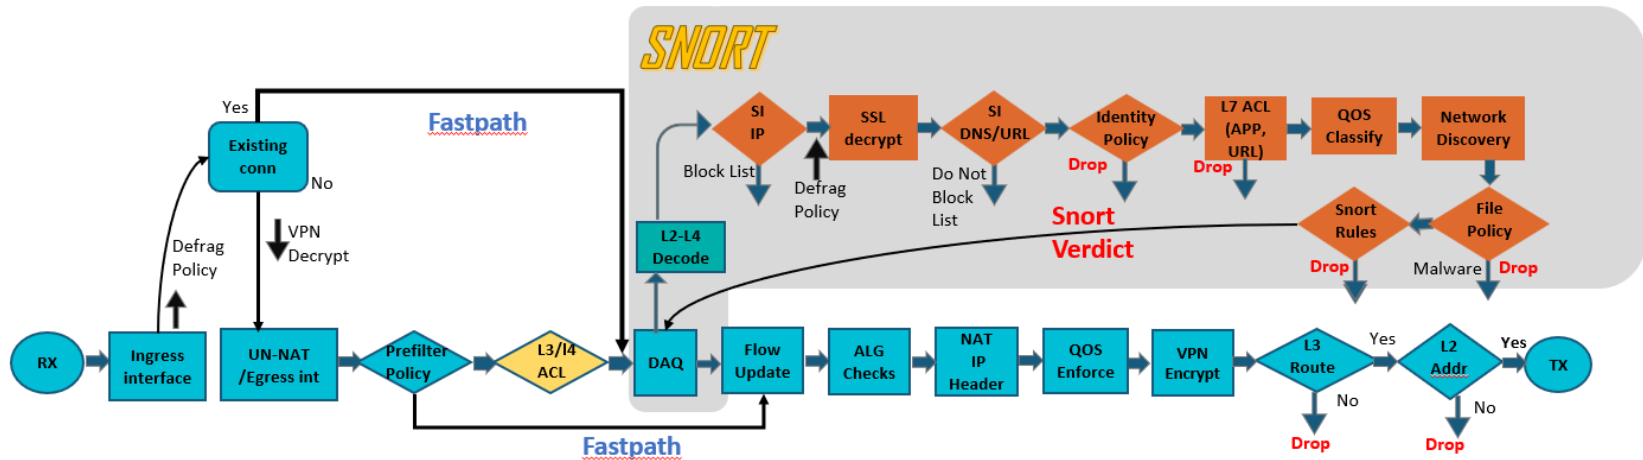 SNORT
Yes
Fastpath
Existing
conn
No
VPN
Decrypt
Defrag
Policy
SI
IP
SSL
decrypt
SI
DNS/URL
Identity
Policy
L7 ACL
(APP,
URL)
QOS
Classify
Network
Discovery
Block List
Defrag
Policy
Do Not
Block
List
Drop
Drop
L2-L4
Decode
Snort
Verdict
Snort
Rules
File
Policy
Drop
Malware
Drop
RX
Ingress
interface
UN-NAT
/Egress int
Prefilter
Policy
L3/l4
ACL
DAQ
Flow
Update
ALG
Checks
NAT
IP
Header
QOS
Enforce
VPN
Encrypt
L3
Route
Yes
L2
Addr
Yes
TX
No
Drop
No
Drop
Fastpath